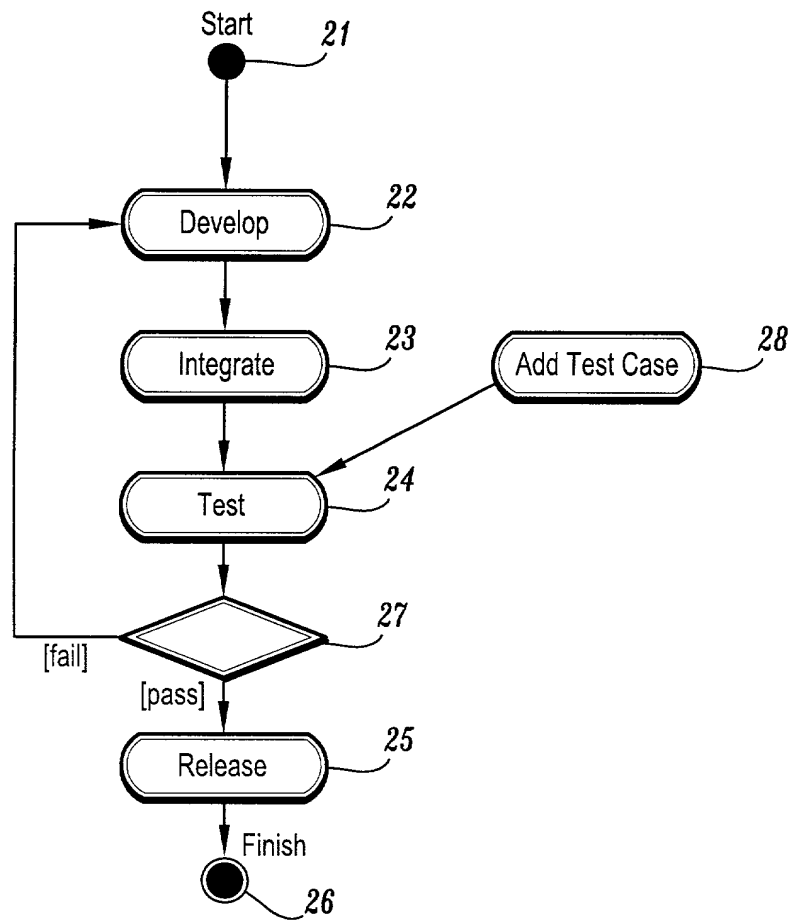 Start
21
Develop
22
Integrate
23
Add Test Case
28
Test
24
27
[fail]
[pass]
Release
25
Finish
26